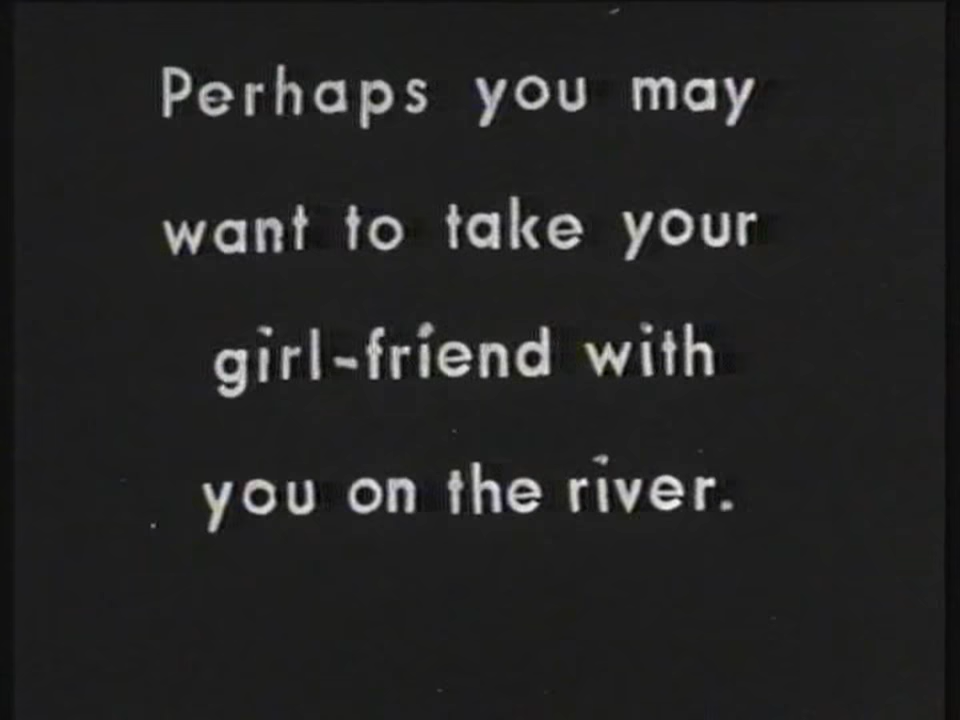 Perhaps you may
want to take your
girl-friend with
you on the river.